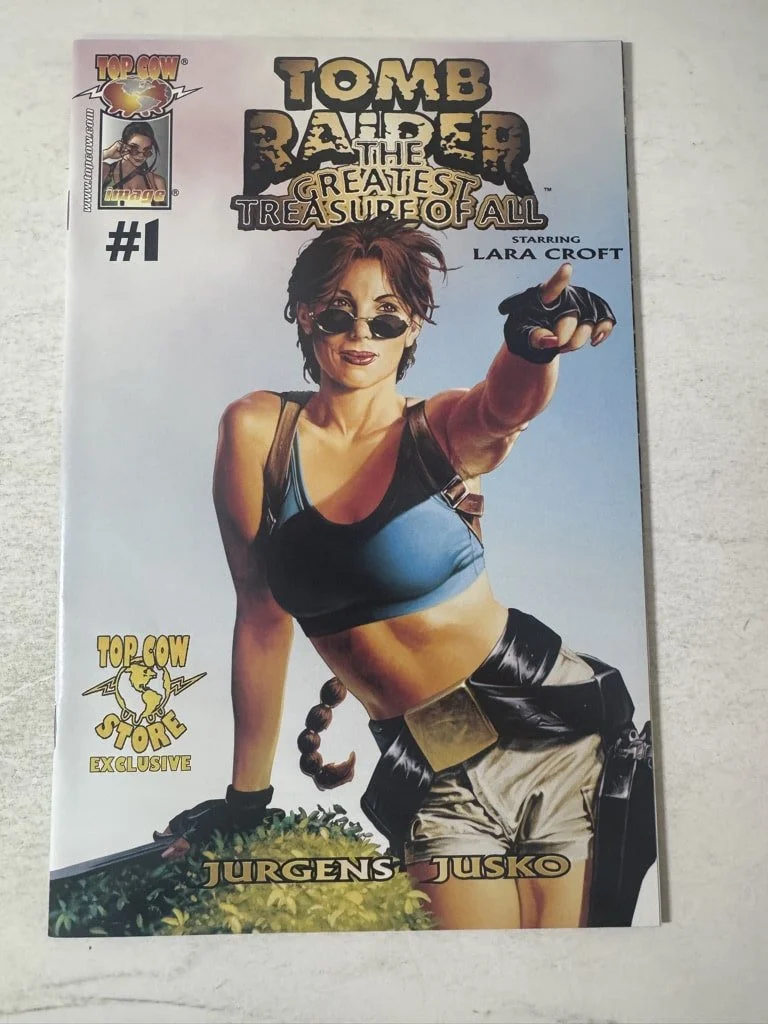 TOP COW®
www.topcow.com
image®
#1
TOMB
RAIDER
THE
GREATEST
TREASURE OF ALL™
STARRING
LARA CROFT
TOP COW
STORE
EXCLUSIVE
JURGENS JUSKO